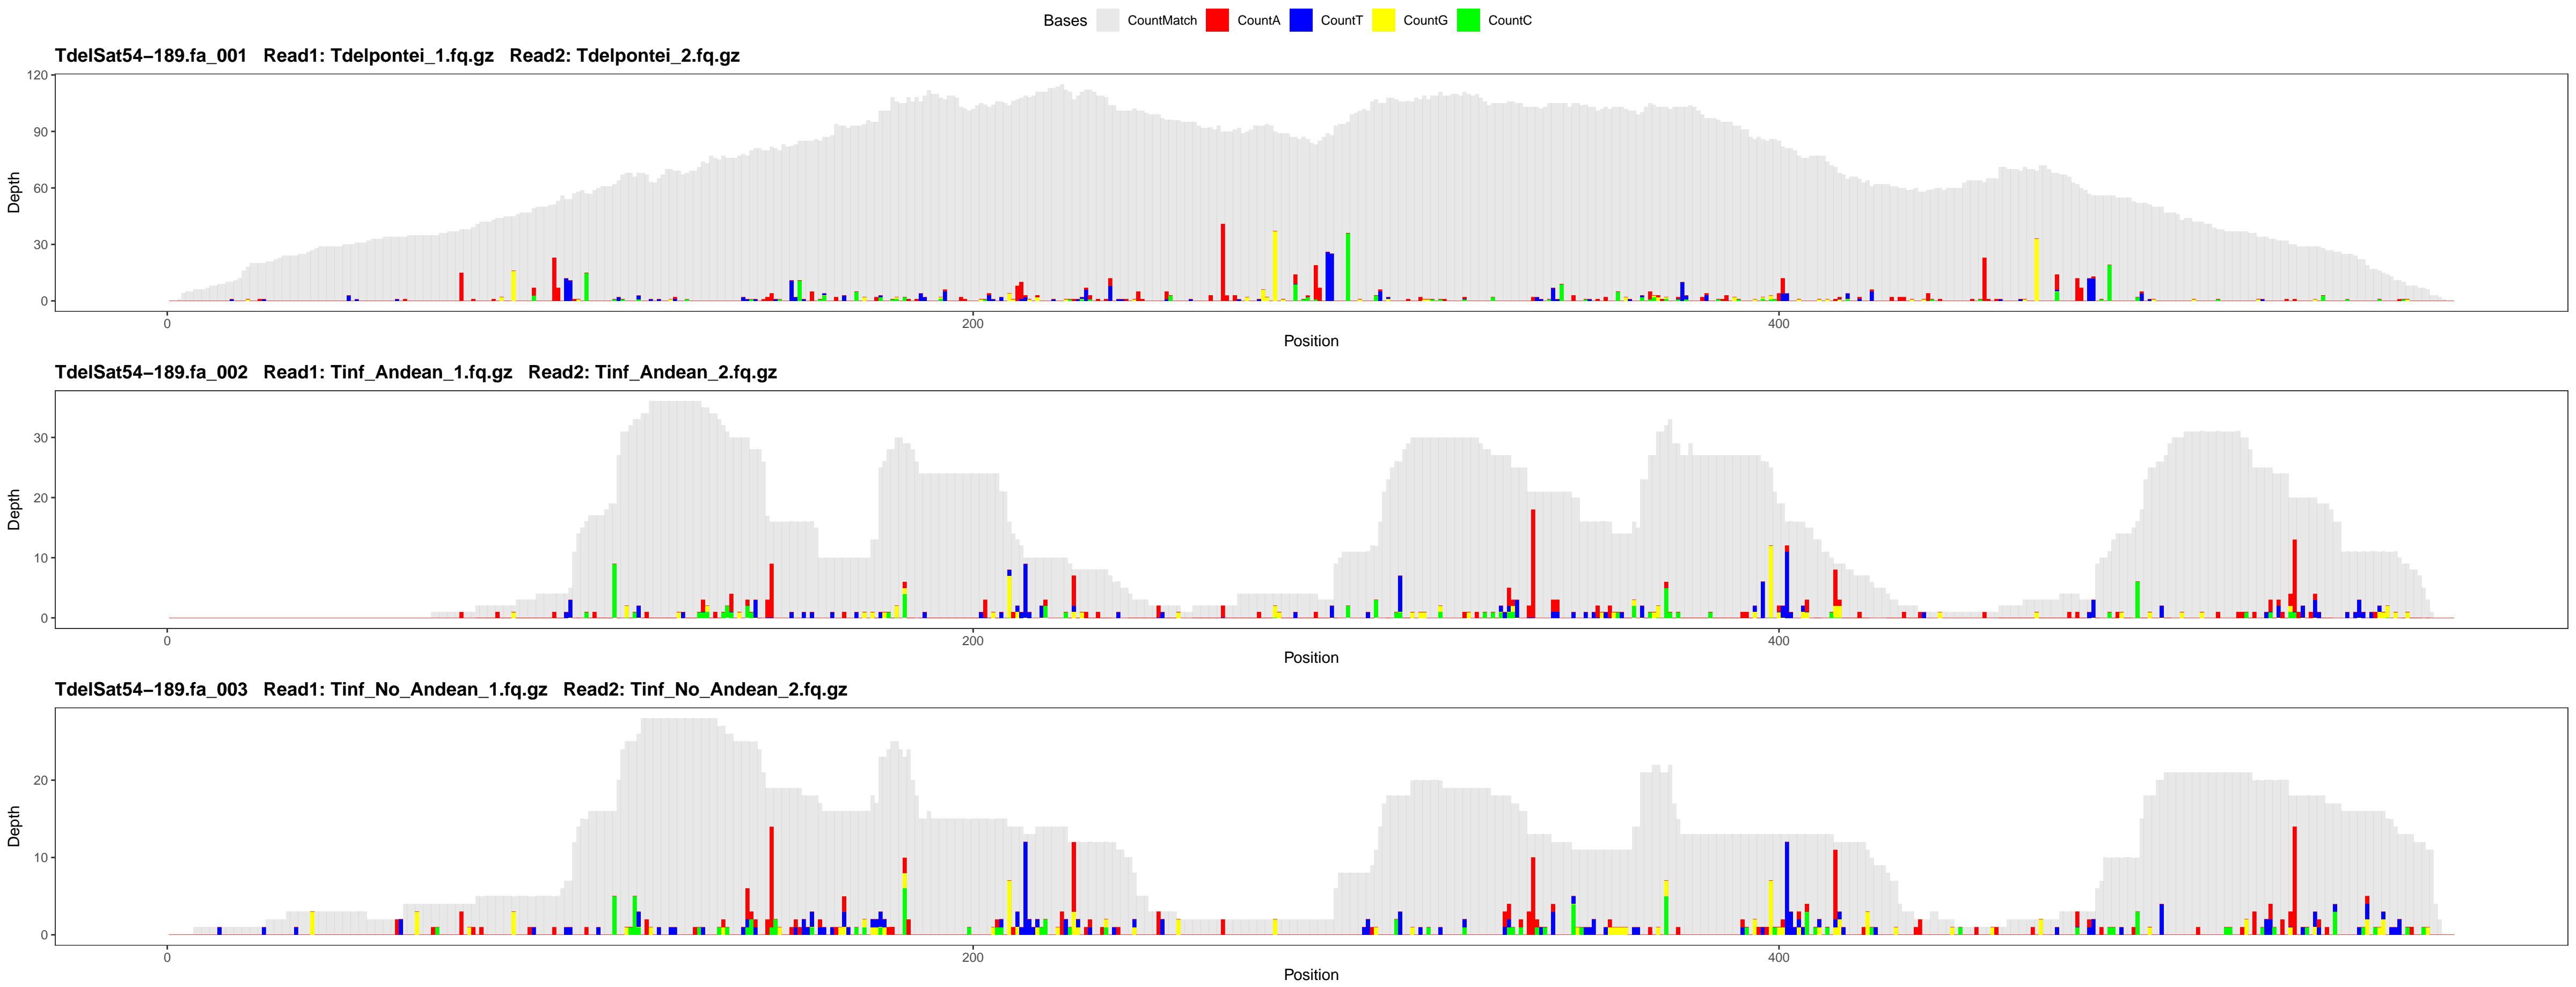 Bases CountMatch CountA CountT CountG CountC
TdelSat54–189.fa_001 Read1: Tdelpontei_1.fq.gz Read2: Tdelpontei_2.fq.gz
120
90
60
30
0
Depth
0 200 400
Position
TdelSat54–189.fa_002 Read1: Tinf_Andean_1.fq.gz Read2: Tinf_Andean_2.fq.gz
30
20
10
0
Depth
0 200 400
Position
TdelSat54–189.fa_003 Read1: Tinf_No_Andean_1.fq.gz Read2: Tinf_No_Andean_2.fq.gz
20
10
0
Depth
0 200 400
Position